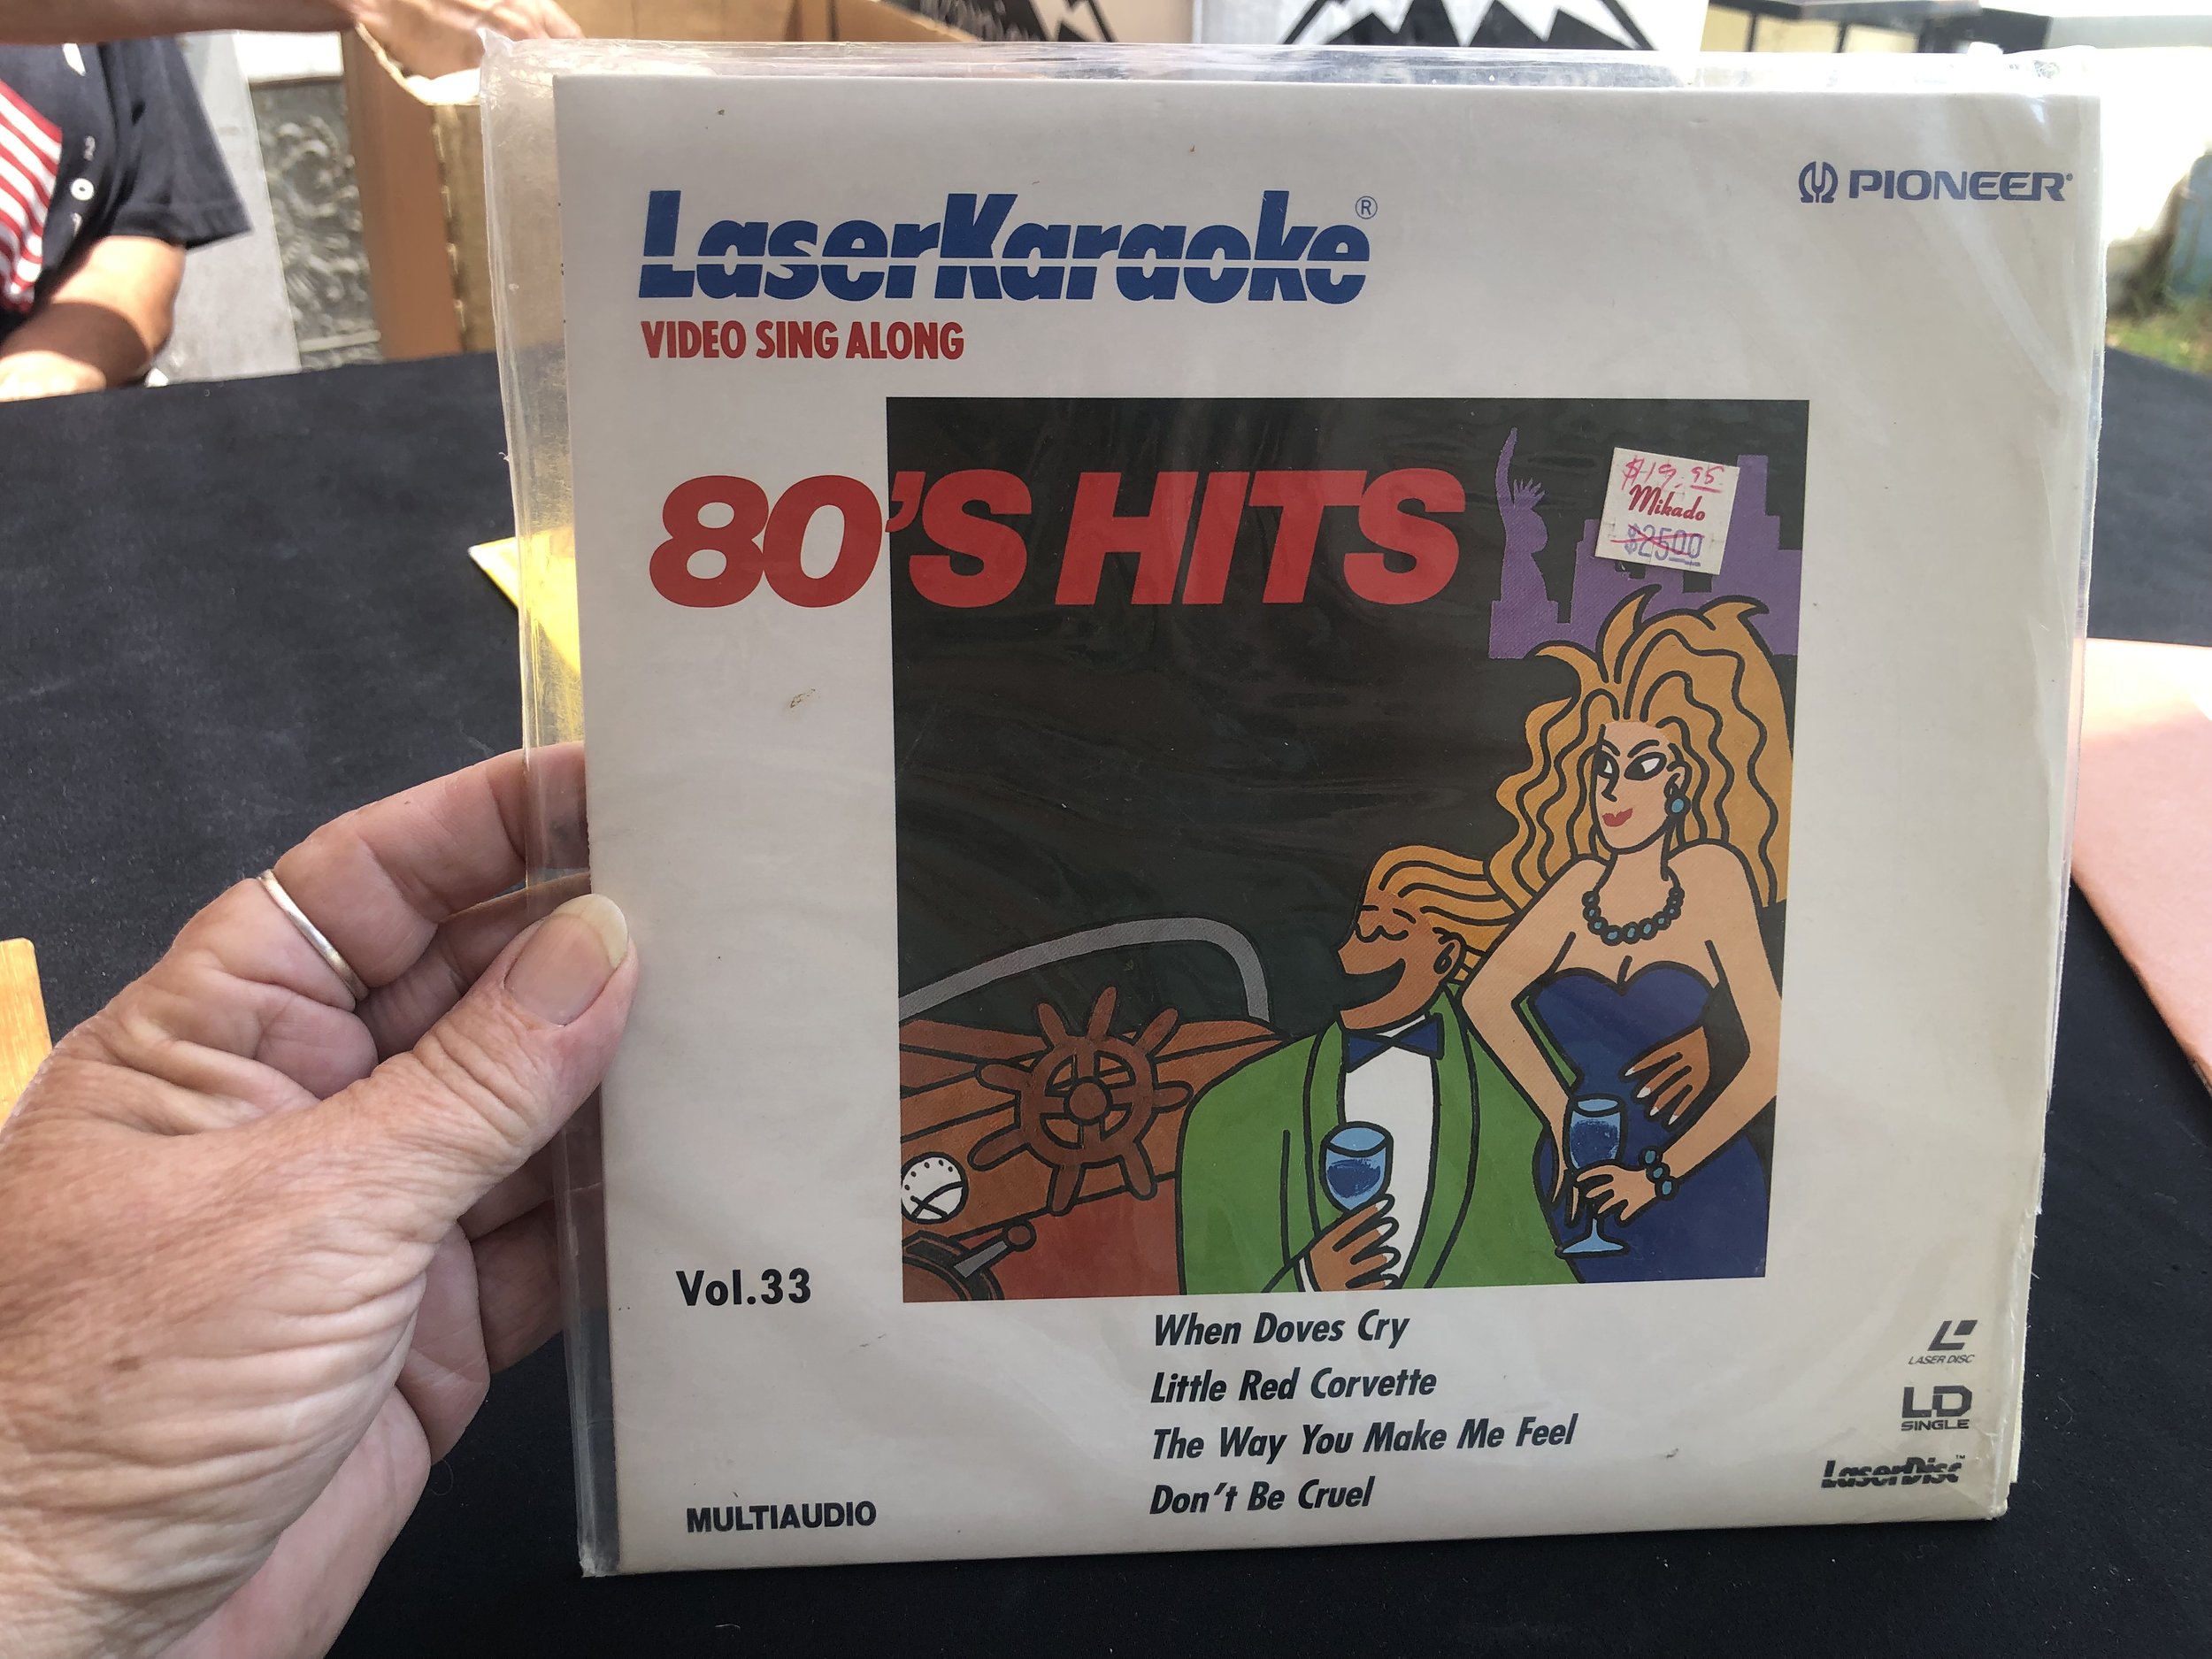 PIONEER
LaserKaraoke®
VIDEO SING ALONG
80'S HITS
$19.95
Mikado
$25.00
Vol.33
When Doves Cry
Little Red Corvette
The Way You Make Me Feel
Don't Be Cruel
MULTIAUDIO
LASER DISC
LD
SINGLE
LaserDisc™